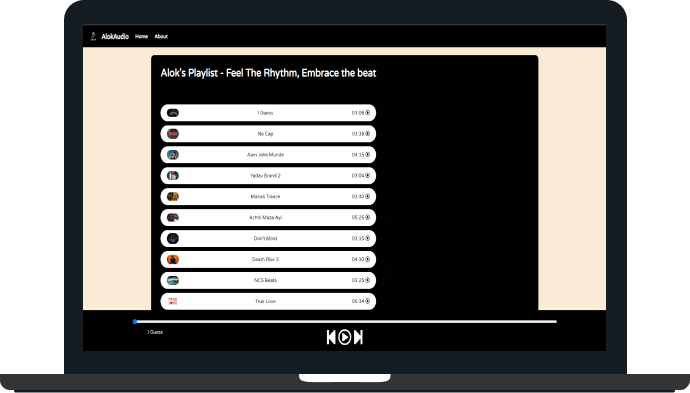 AlokAudio Home About
Alok's Playlist - Feel The Rhythm, Embrace the beat
I Guess 03:06
No Cap 03:38
Aam Jahe Munde 04:15
Yadav Brand 2 03:04
Manali Trance 03:40
Achhi Maza Ayi 05:25
Don't Mind 03:15
Death Rise 3 04:30
NCS Beats 03:25
True Love 05:34
I Guess